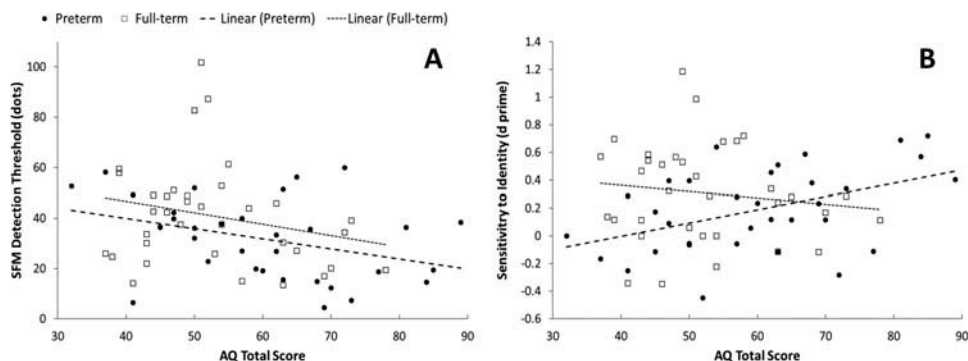 Preterm Full-term Linear (Preterm) Linear (Full-term)
A
SFM Detection Threshold (dots)
100
80
60
40
20
0
30 40 50 60 70 80 90
AQ Total Score
B
Sensitivity to Identity (d prime)
1.4
1.2
1
0.8
0.6
0.4
0.2
0
-0.2
-0.4
-0.6
30 40 50 60 70 80 90
AQ Total Score